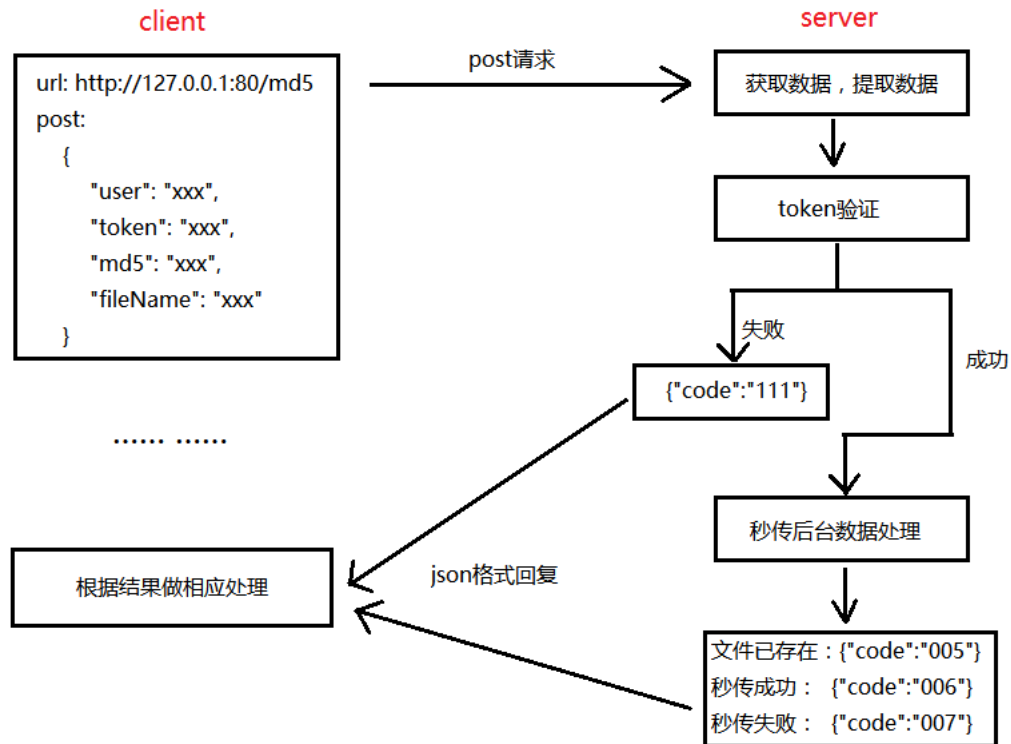 client
url: http://127.0.0.1:80/md5
post:
{
"user": "xxx",
"token": "xxx",
"md5": "xxx",
"fileName": "xxx"
}
…… ……
根据结果做相应处理
post请求
server
获取数据，提取数据
token验证
失败
成功
{"code":"111"}
秒传后台数据处理
json格式回复
文件已存在：{"code":"005"}
秒传成功： {"code":"006"}
秒传失败： {"code":"007"}